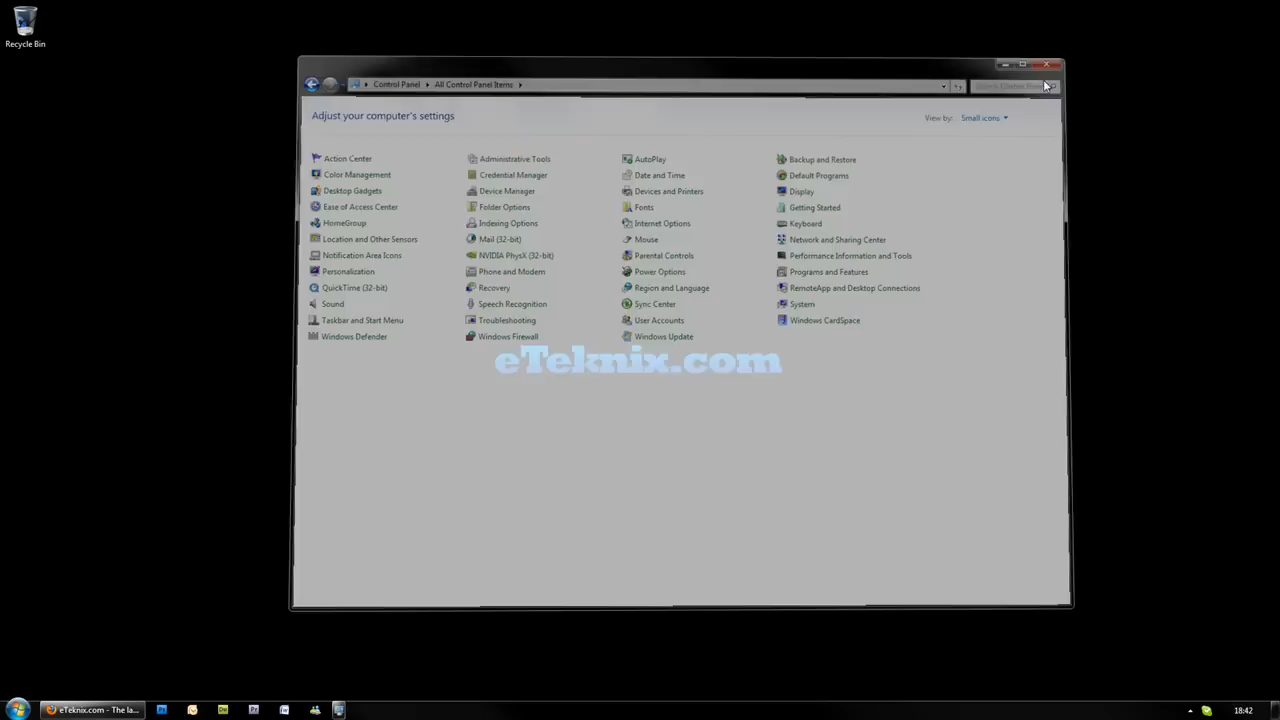 Recycle Bin
Control Panel All Control Panel Items
Adjust your computer's settings
View by: Small icons
Action Center Administrative Tools AutoPlay Backup and Restore
Color Management Credential Manager Date and Time Default Programs
Desktop Gadgets Device Manager Devices and Printers Display
Ease of Access Center Folder Options Fonts Getting Started
HomeGroup Indexing Options Internet Options Keyboard
Location and Other Sensors Mail (32-bit) Mouse Network and Sharing Center
Notification Area Icons NVIDIA PhysX (32-bit) Parental Controls Performance Information and Tools
Personalization Phone and Modem Power Options Programs and Features
QuickTime (32-bit) Recovery Region and Language RemoteApp and Desktop Connections
Sound Speech Recognition Sync Center System
Taskbar and Start Menu Troubleshooting User Accounts Windows CardSpace
Windows Defender Windows Firewall Windows Update
eTeknix.com
eTeknix.com - The la... Ps Dw Pr 18:42